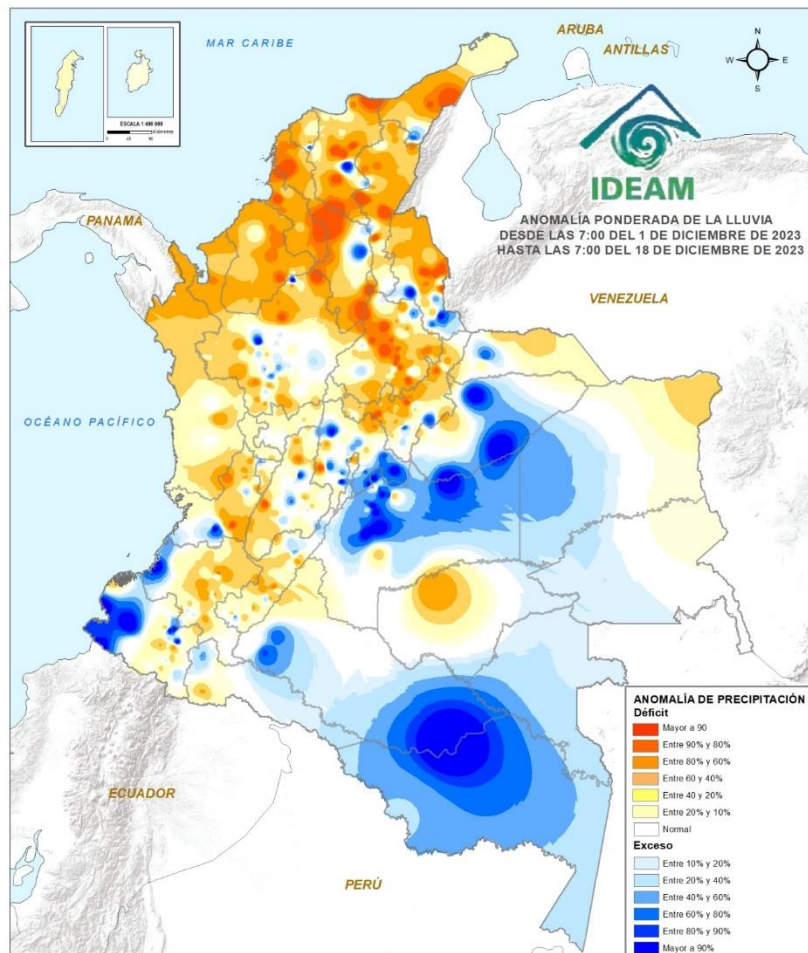 MAR CARIBE
ARUBA
ANTILLAS
N
W
E
S
ESCALA 1:400 000
IDEAM
ANOMALÍA PONDERADA DE LA LLUVIA
DESDE LAS 7:00 DEL 1 DE DICIEMBRE DE 2023
HASTA LAS 7:00 DEL 18 DE DICIEMBRE DE 2023
PANAMÁ
VENEZUELA
OCÉANO PACÍFICO
ECUADOR
PERÚ
ANOMALÍA DE PRECIPITACIÓN
Déficit
Mayor a 90
Entre 90% y 80%
Entre 80% y 60%
Entre 60 y 40%
Entre 40 y 20%
Entre 20% y 10%
Normal
Exceso
Entre 10% y 20%
Entre 20% y 40%
Entre 40% y 60%
Entre 60% y 80%
Entre 80% y 90%
Mayor a 90%